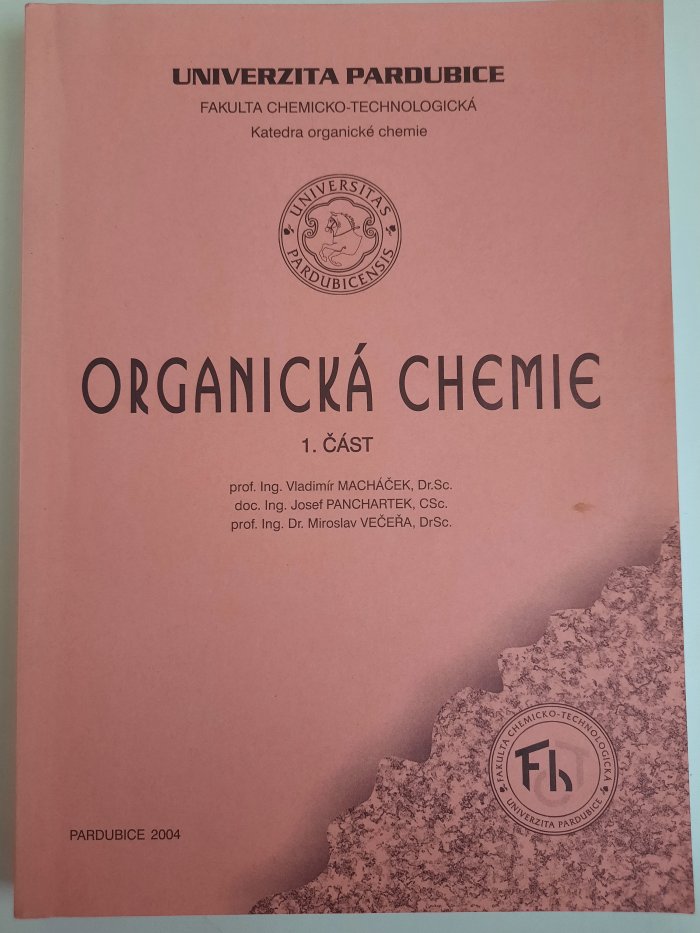 UNIVERZITA PARDUBICE
FAKULTA CHEMICKO-TECHNOLOGICKÁ
Katedra organické chemie
UNIVERSITAS
PARDUBICENSIS
ORGANICKÁ CHEMIE
1. ČÁST
prof. Ing. Vladimír MACHÁČEK, Dr.Sc.
doc. Ing. Josef PANCHARTEK, CSc.
prof. Ing. Dr. Miroslav VEČEŘA, DrSc.
FAKULTA CHEMICKO-TECHNOLOGICKÁ
FChT
UNIVERZITA PARDUBICE
PARDUBICE 2004